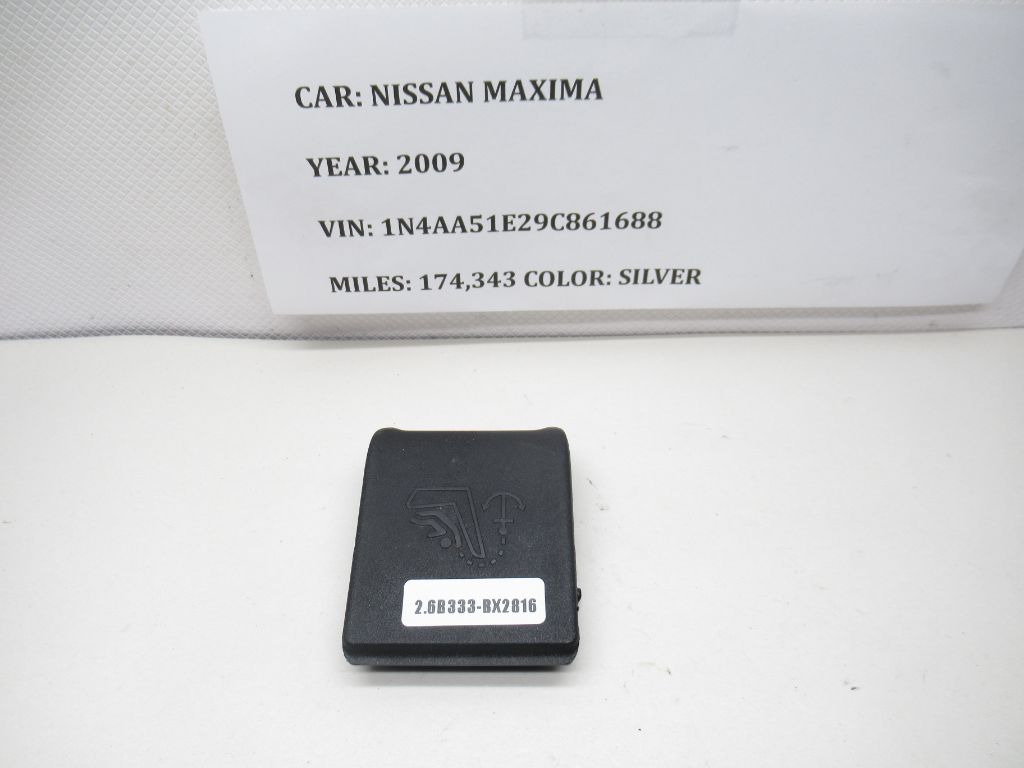 CAR: NISSAN MAXIMA
YEAR: 2009
VIN: 1N4AA51E29C861688
MILES: 174,343 COLOR: SILVER
2.6B333-BX2816